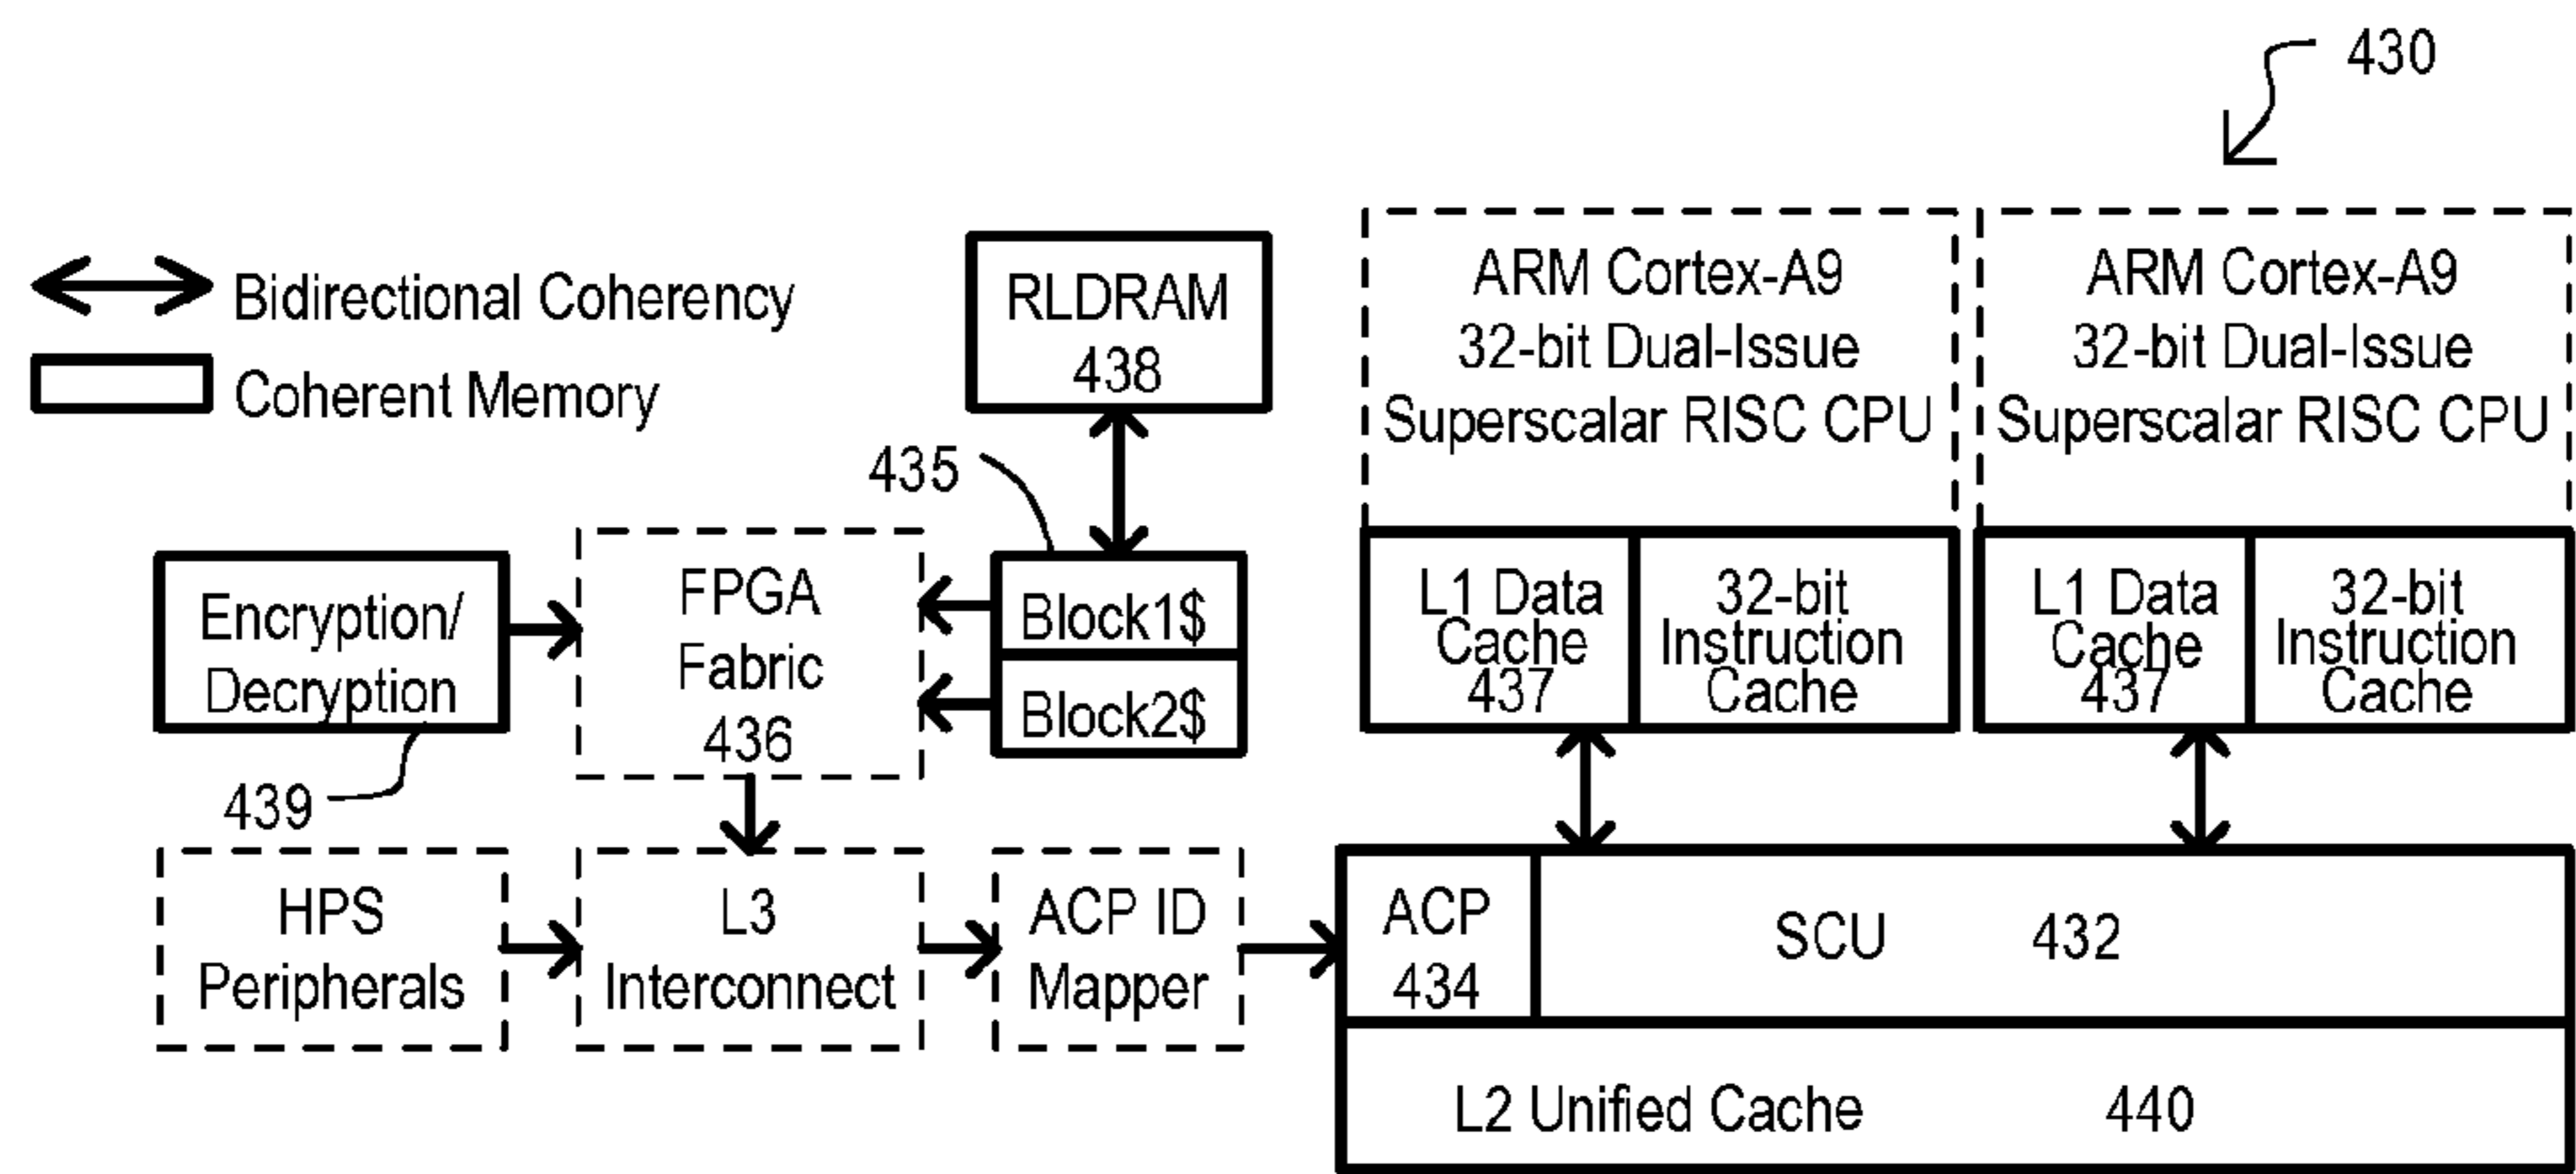 430
Bidirectional Coherency
Coherent Memory
RLDRAM
438
ARM Cortex-A9
32-bit Dual-Issue
Superscalar RISC CPU
ARM Cortex-A9
32-bit Dual-Issue
Superscalar RISC CPU
435
Encryption/
Decryption
439
FPGA
Fabric
436
Block1$
Block2$
L1 Data
Cache
437
32-bit
Instruction
Cache
L1 Data
Cache
437
32-bit
Instruction
Cache
HPS
Peripherals
L3
Interconnect
ACP ID
Mapper
ACP
434
SCU 432
L2 Unified Cache 440